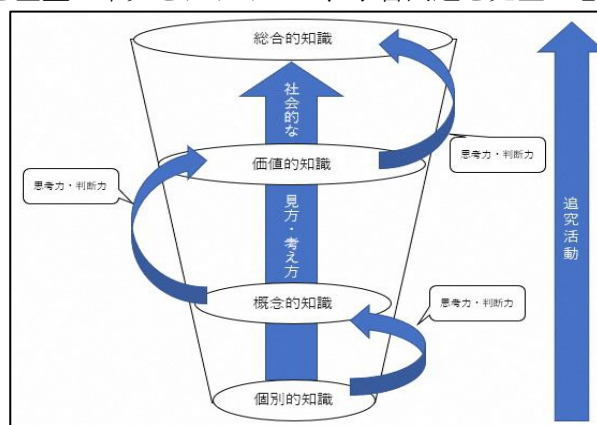 総合的知識
社会的な
思考力・判断力
価値的知識
思考力・判断力
見方・考え方
追究活動
概念的知識
思考力・判断力
個別的知識